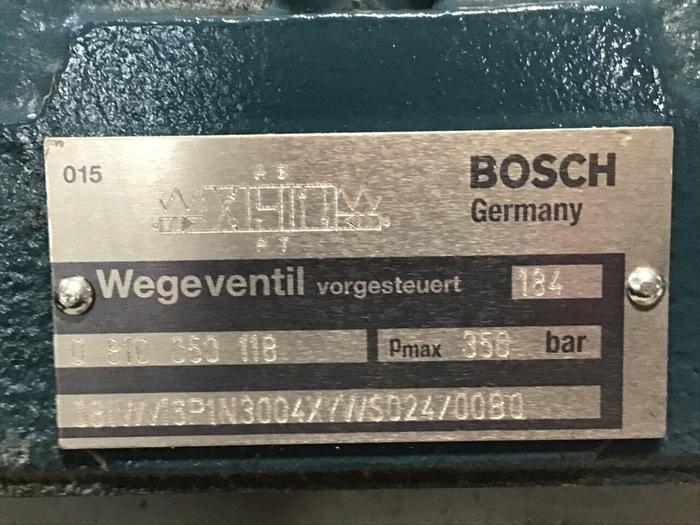 015
BOSCH
Germany
A B
P T
Wegeventil vorgesteuert 184
0 810 350 118 pmax 350 bar